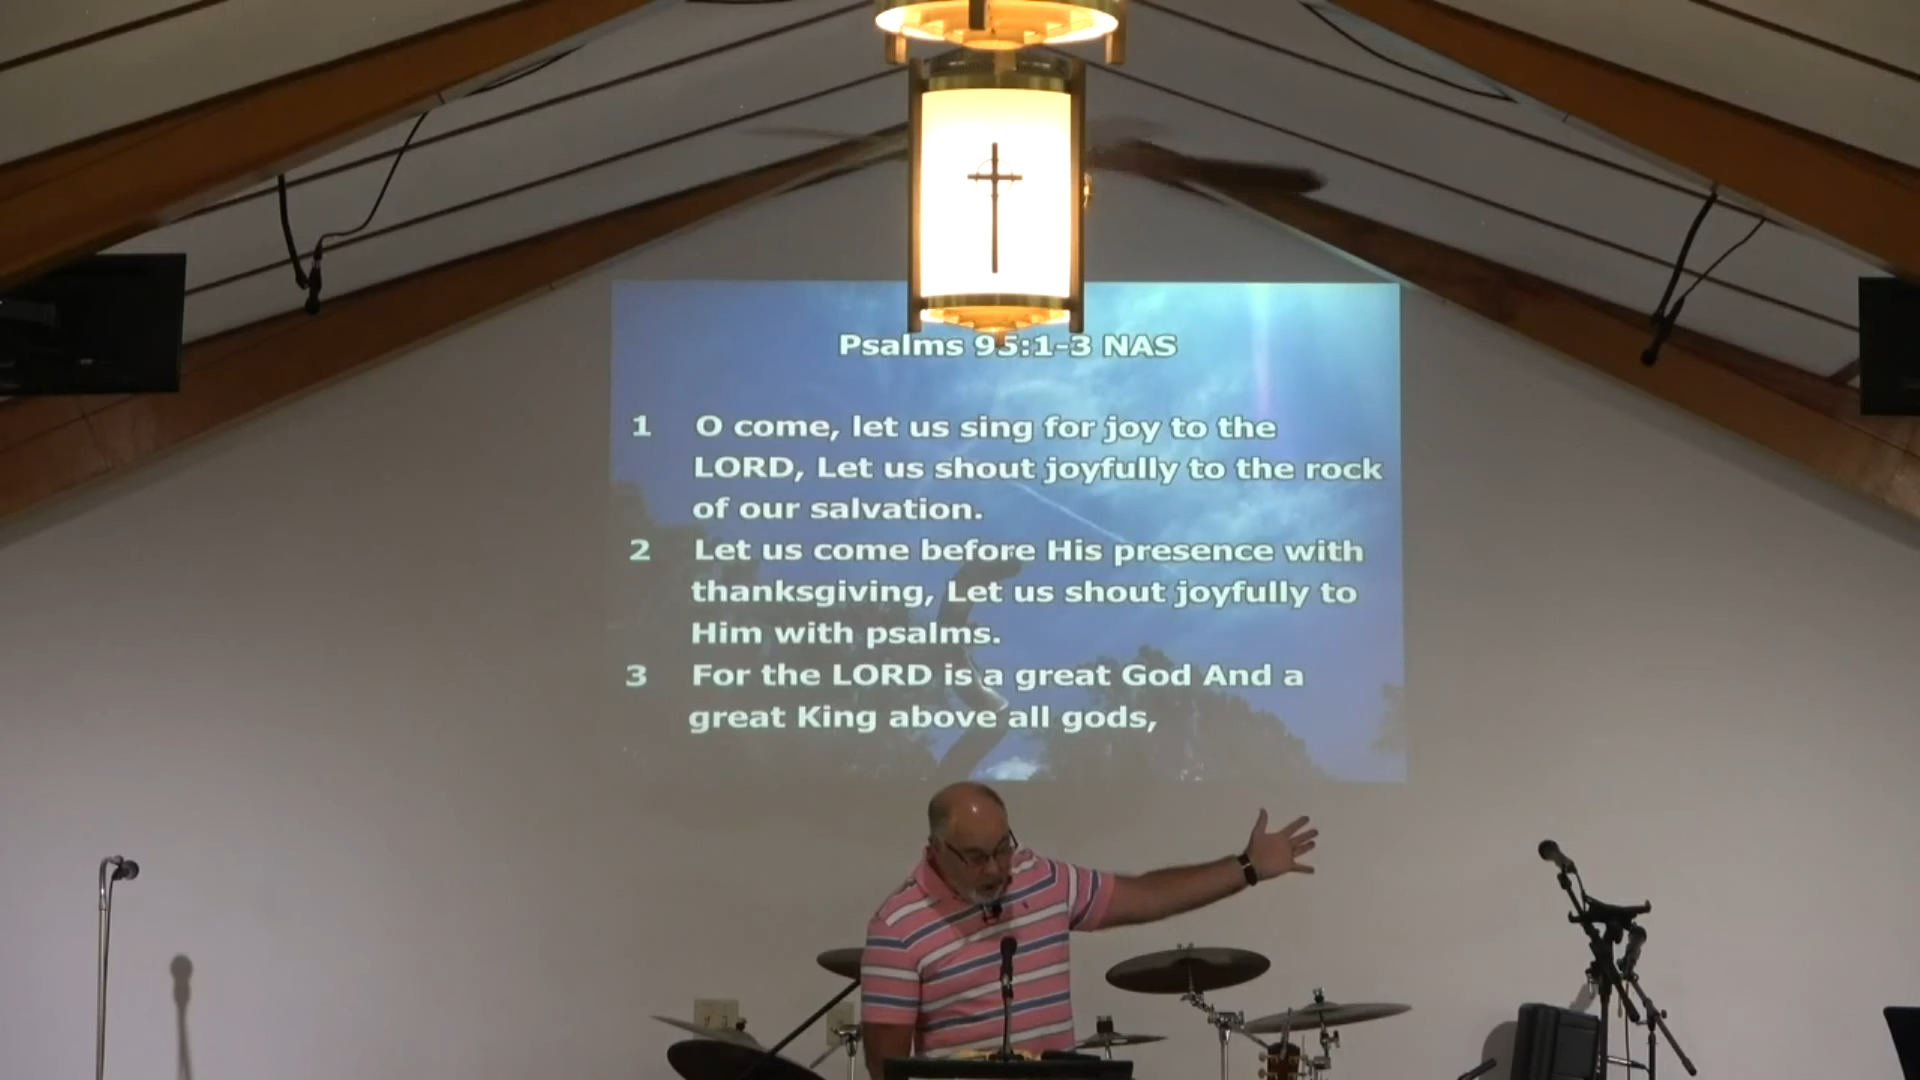 Psalms 95:1-3 NAS
1 O come, let us sing for joy to the
LORD, Let us shout joyfully to the rock
of our salvation.
2 Let us come before His presence with
thanksgiving, Let us shout joyfully to
Him with psalms.
3 For the LORD is a great God And a
great King above all gods,